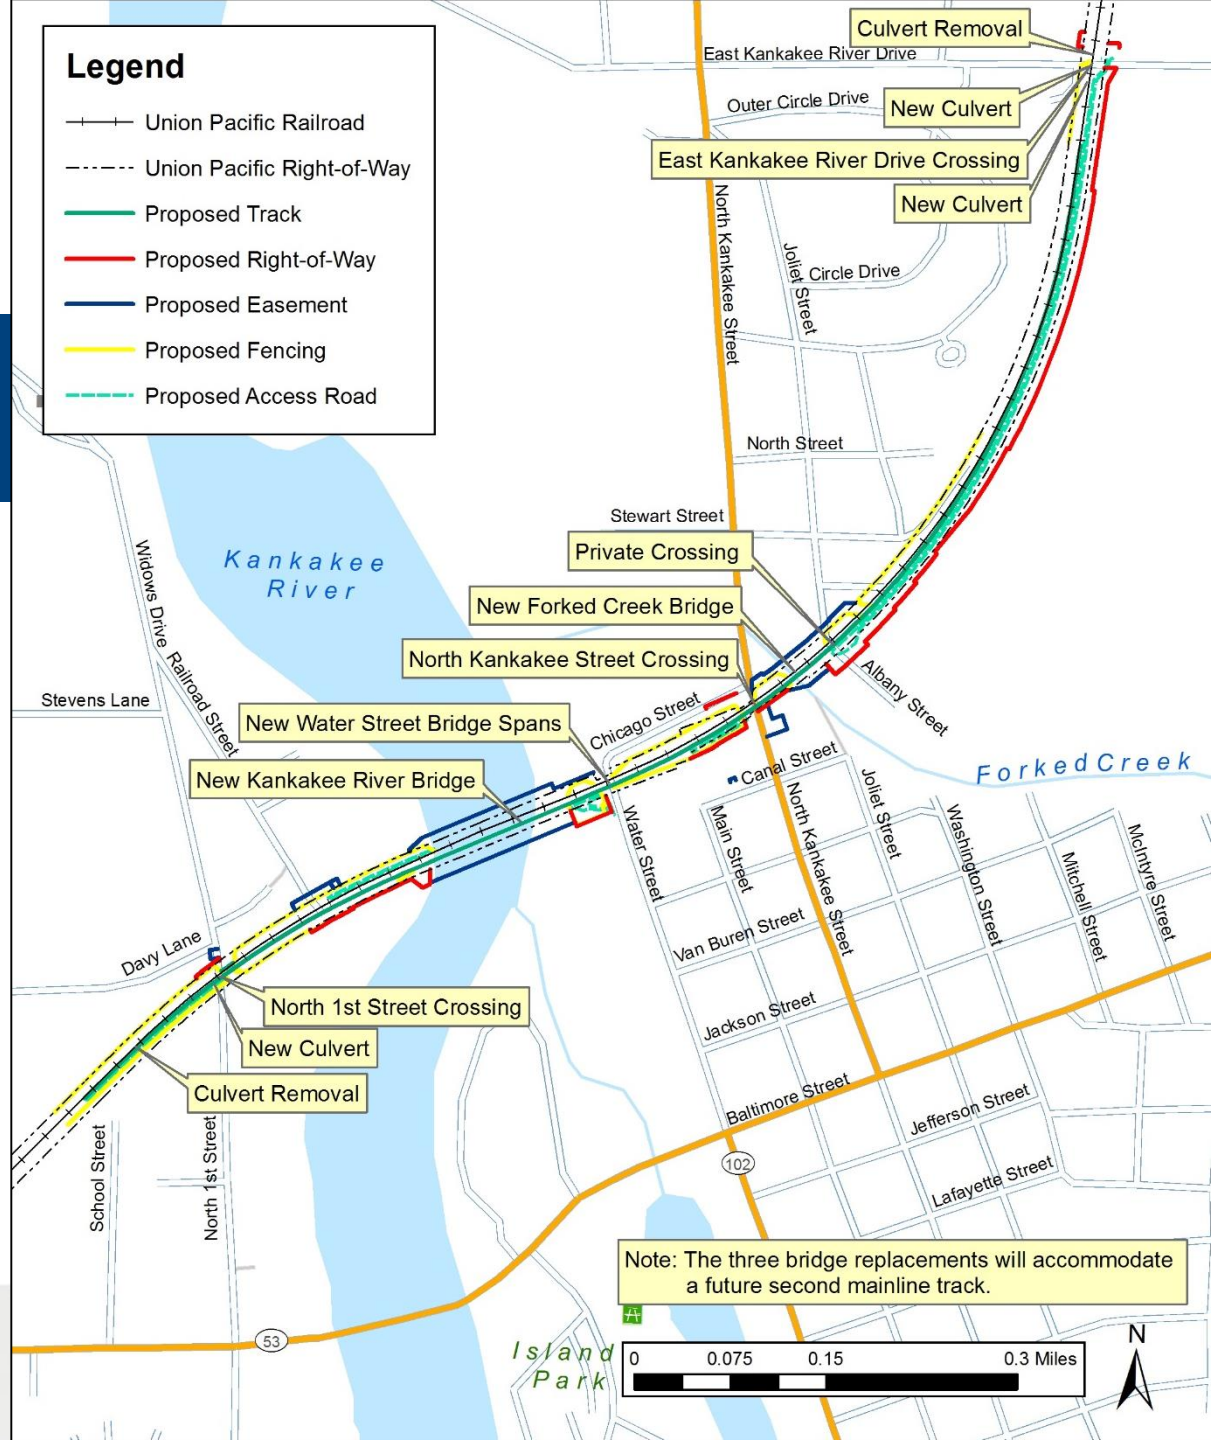 Legend
Union Pacific Railroad
Union Pacific Right-of-Way
Proposed Track
Proposed Right-of-Way
Proposed Easement
Proposed Fencing
Proposed Access Road
Culvert Removal
East Kankakee River Drive
Outer Circle Drive
New Culvert
East Kankakee River Drive Crossing
New Culvert
North Kankakee Street
Joliet Street
Circle Drive
North Street
Stewart Street
Private Crossing
Kankakee
River
New Forked Creek Bridge
North Kankakee Street Crossing
Widows Drive
Railroad Street
Stevens Lane
Albany Street
Chicago Street
New Water Street Bridge Spans
New Kankakee River Bridge
Forked Creek
Canal Street
Water Street
Main Street
North Kankakee Street
Joliet Street
Washington Street
Mitchell Street
McIntyre Street
Van Buren Street
Davy Lane
North 1st Street Crossing
New Culvert
Culvert Removal
Jackson Street
Baltimore Street
Jefferson Street
Lafayette Street
School Street
North 1st Street
102
53
Note: The three bridge replacements will accommodate
a future second mainline track.
Island
Park
0 0.075 0.15 0.3 Miles
N